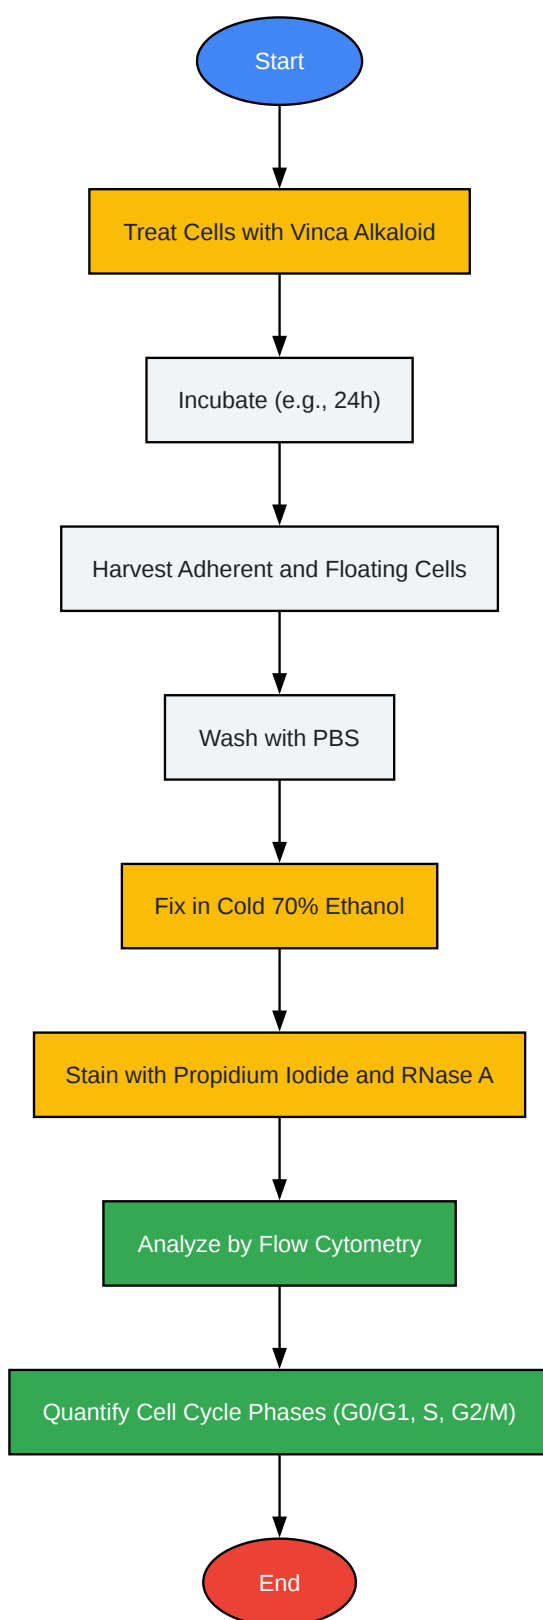 Start
Treat Cells with Vinca Alkaloid
Incubate (e.g., 24h)
Harvest Adherent and Floating Cells
Wash with PBS
Fix in Cold 70% Ethanol
Stain with Propidium Iodide and RNase A
Analyze by Flow Cytometry
Quantify Cell Cycle Phases (G0/G1, S, G2/M)
End